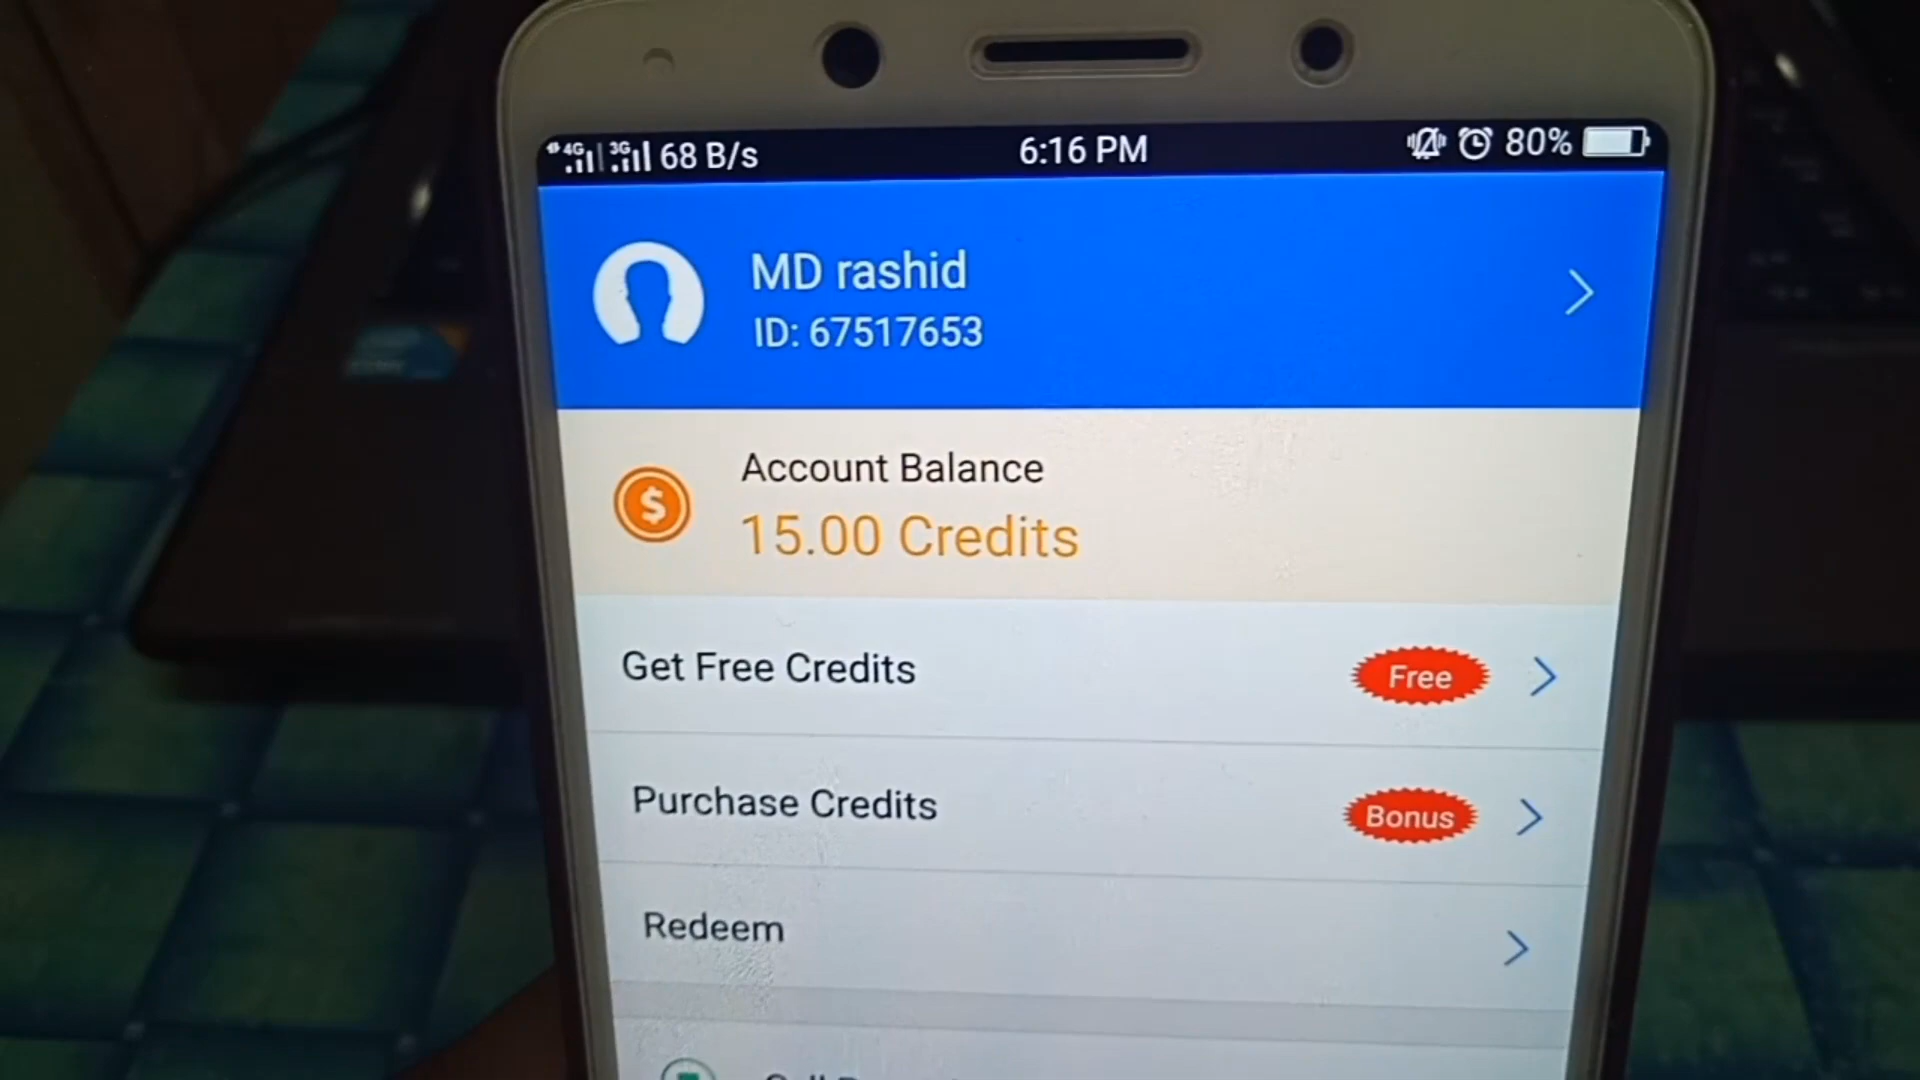 4G 3G 68 B/s 6:16 PM 80%
MD rashid
ID: 67517653
Account Balance
15.00 Credits
Get Free Credits Free
Purchase Credits Bonus
Redeem